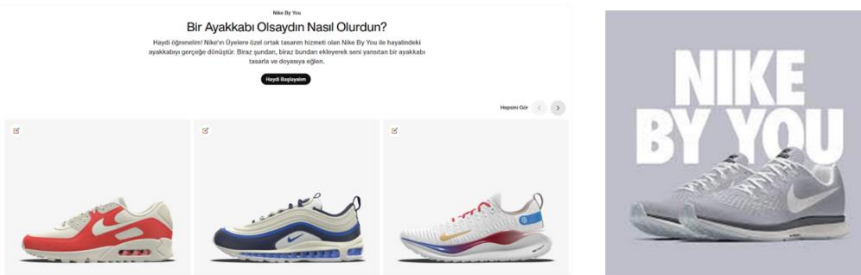 Nike By You
Bir Ayakkabı Olsaydın Nasıl Olurdun?
Haydi öğrenelim! Nike'ın Üyelere özel ortak tasarım hizmeti olan Nike By You ile hayalindeki
ayakkabıyı gerçeğe dönüştür. Biraz şundan, biraz bundan ekleyerek seni yansıtan bir ayakkabı
tasarla ve doyasıya eğlen.
Haydi Başlayalım
Hepsini Gör
NIKE
BY YOU